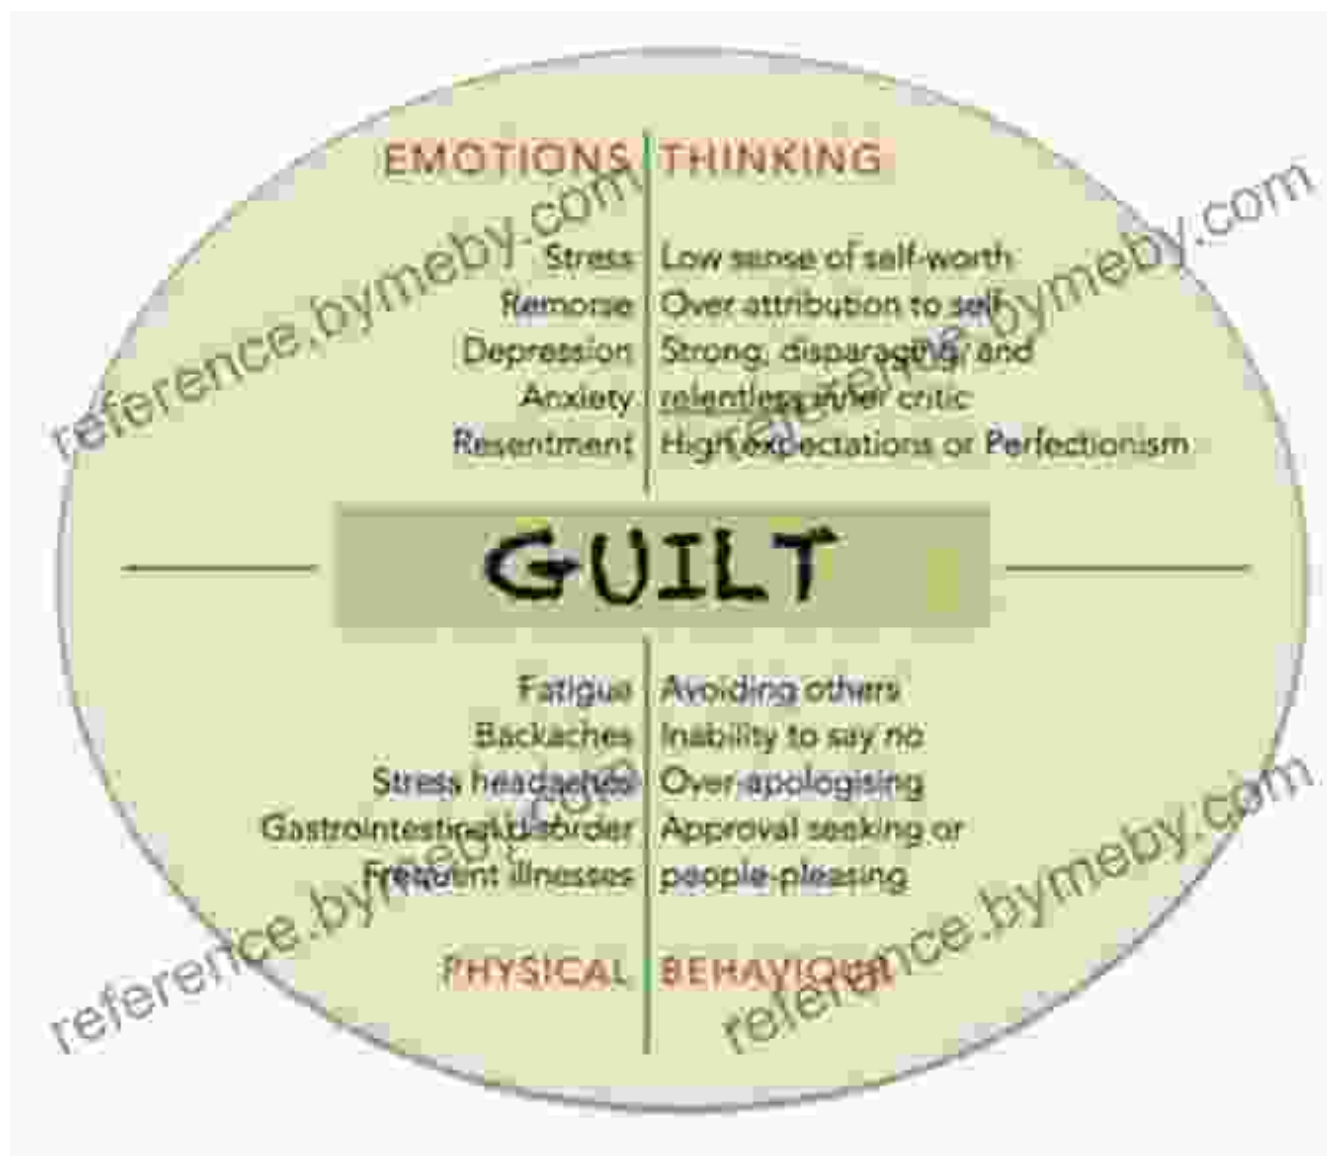 EMOTIONS THINKING
Stress Low sense of self-worth
Remorse Over attribution to self
Depression Strong, disparaging, and
Anxiety relentless inner critic
Resentment High expectations or Perfectionism
GUILT
Fatigue Avoiding others
Backaches Inability to say no
Stress headaches Over-apologising
Gastrointestinal disorder Approval seeking or
Frequent illnesses people-pleasing
PHYSICAL BEHAVIOUR
reference.bymeby.com
reference.bymeby.com
reference.bymeby.com
reference.bymeby.com